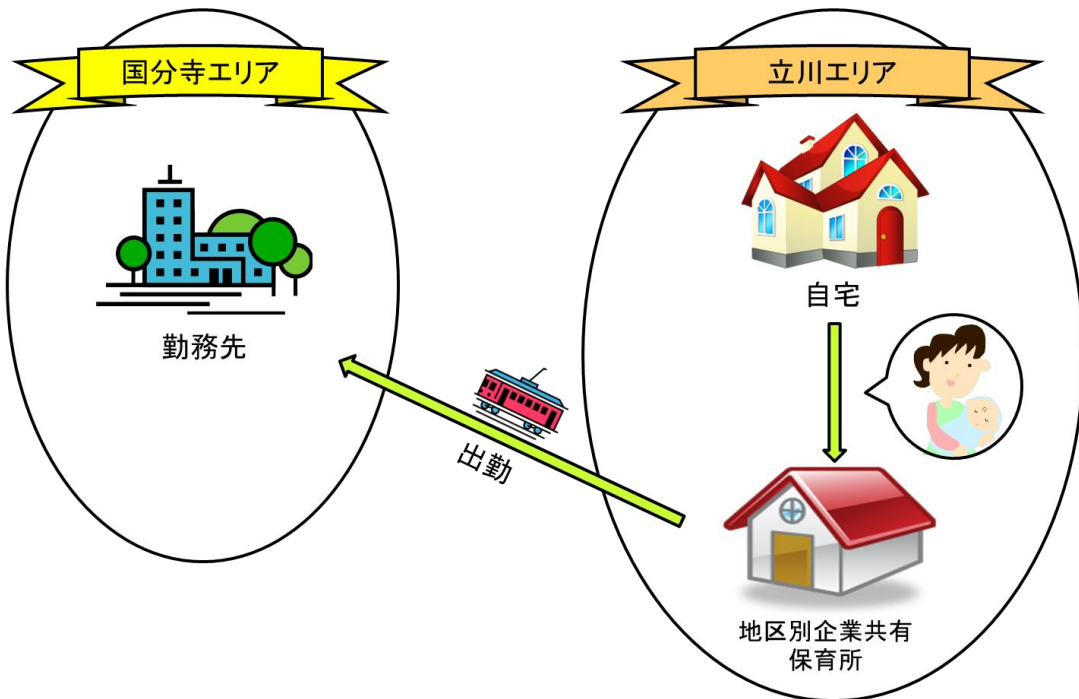 国分寺エリア
立川エリア
自宅
勤務先
出勤
地区別企業共有
保育所